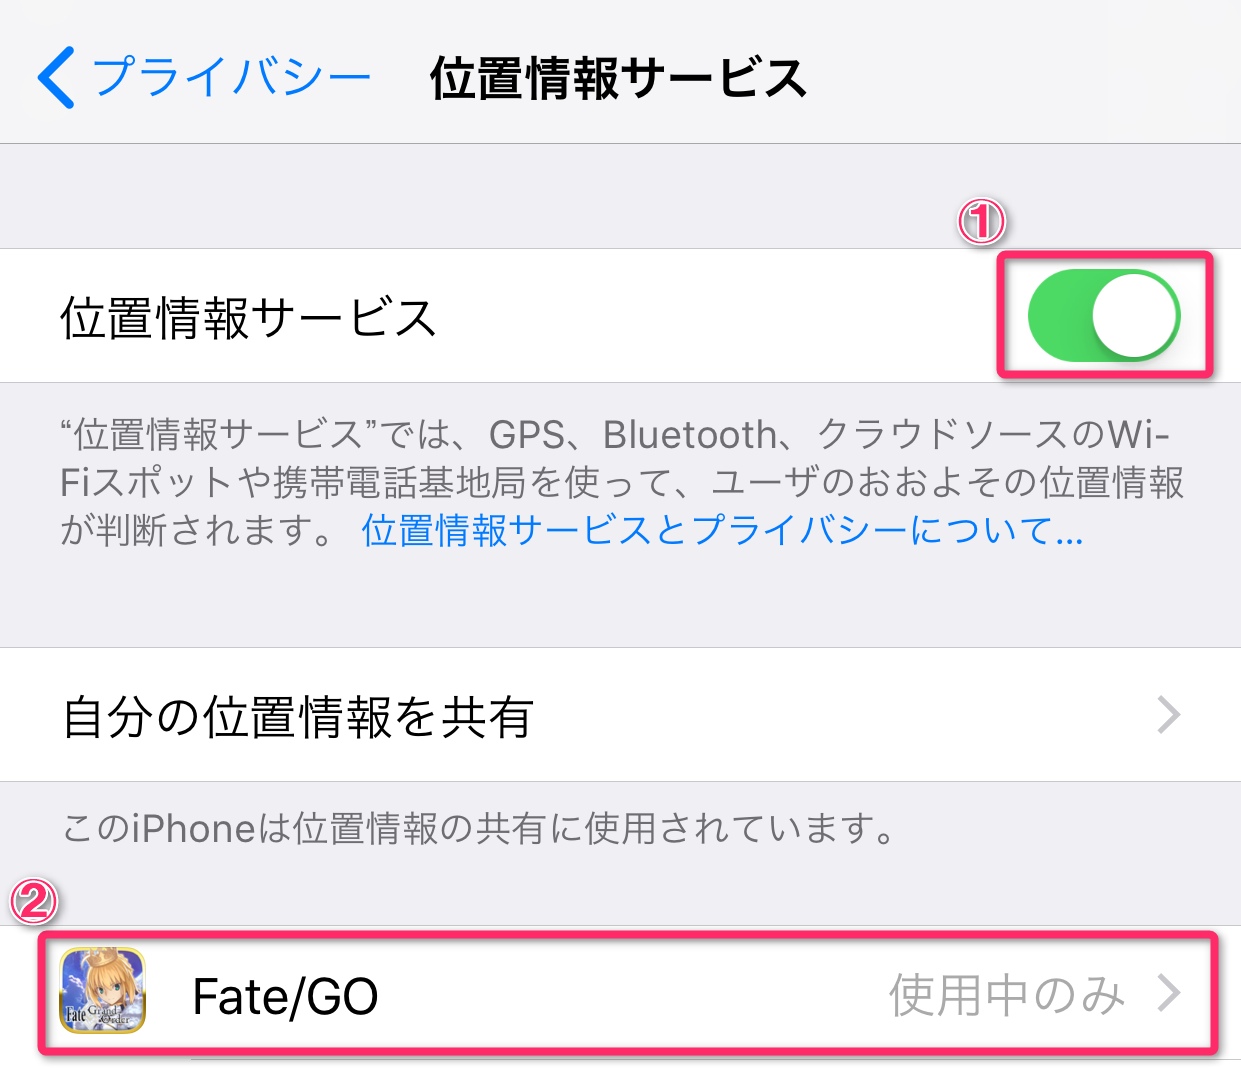 プライバシー 位置情報サービス
①
位置情報サービス
“位置情報サービス”では、GPS、Bluetooth、クラウドソースのWi-
Fiスポットや携帯電話基地局を使って、ユーザのおおよその位置情報
が判断されます。 位置情報サービスとプライバシーについて...
自分の位置情報を共有
このiPhoneは位置情報の共有に使用されています。
②
Fate/GO 使用中のみ
Fate Grand Order